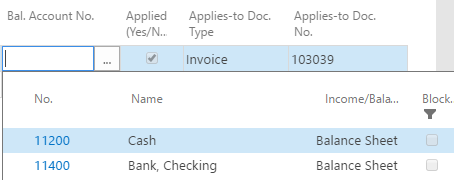 Bal. Account No. Applied Applies-to Doc. Applies-to Doc.
(Yes/N... Type No.
... Invoice 103039
No. Name Income/Bala... Block.
11200 Cash Balance Sheet
11400 Bank, Checking Balance Sheet